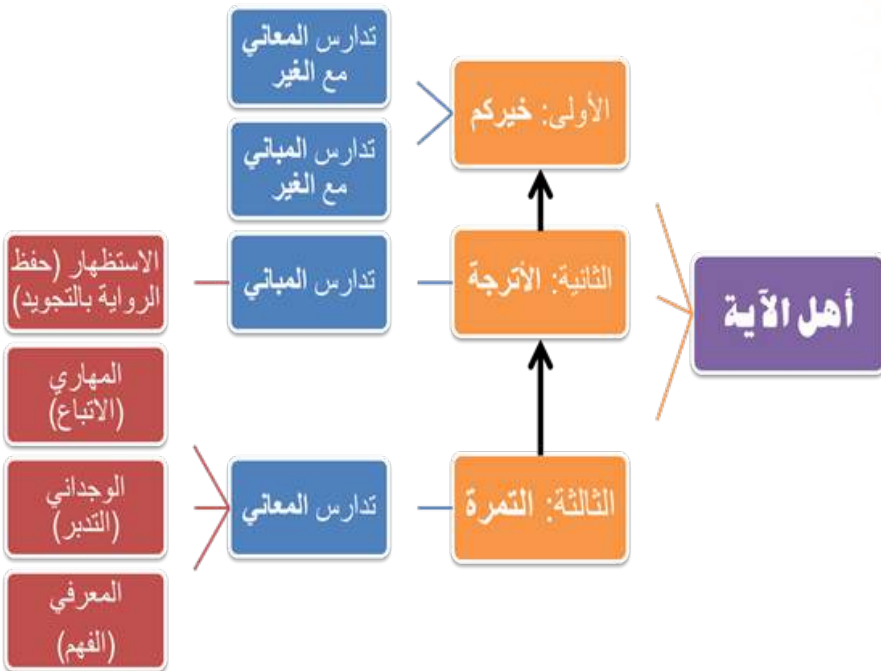 أهل الآية
الأولى: خيركم
تدارس المعاني
مع الغير
تدارس المباني
مع الغير
الثانية: الأترجة
تدارس المباني
الاستظهار (حفظ
الرواية بالتجويد)
الثالثة: التمرة
تدارس المعاني
المهاري
(الاتباع)
الوجداني
(التدبر)
المعرفي
(الفهم)